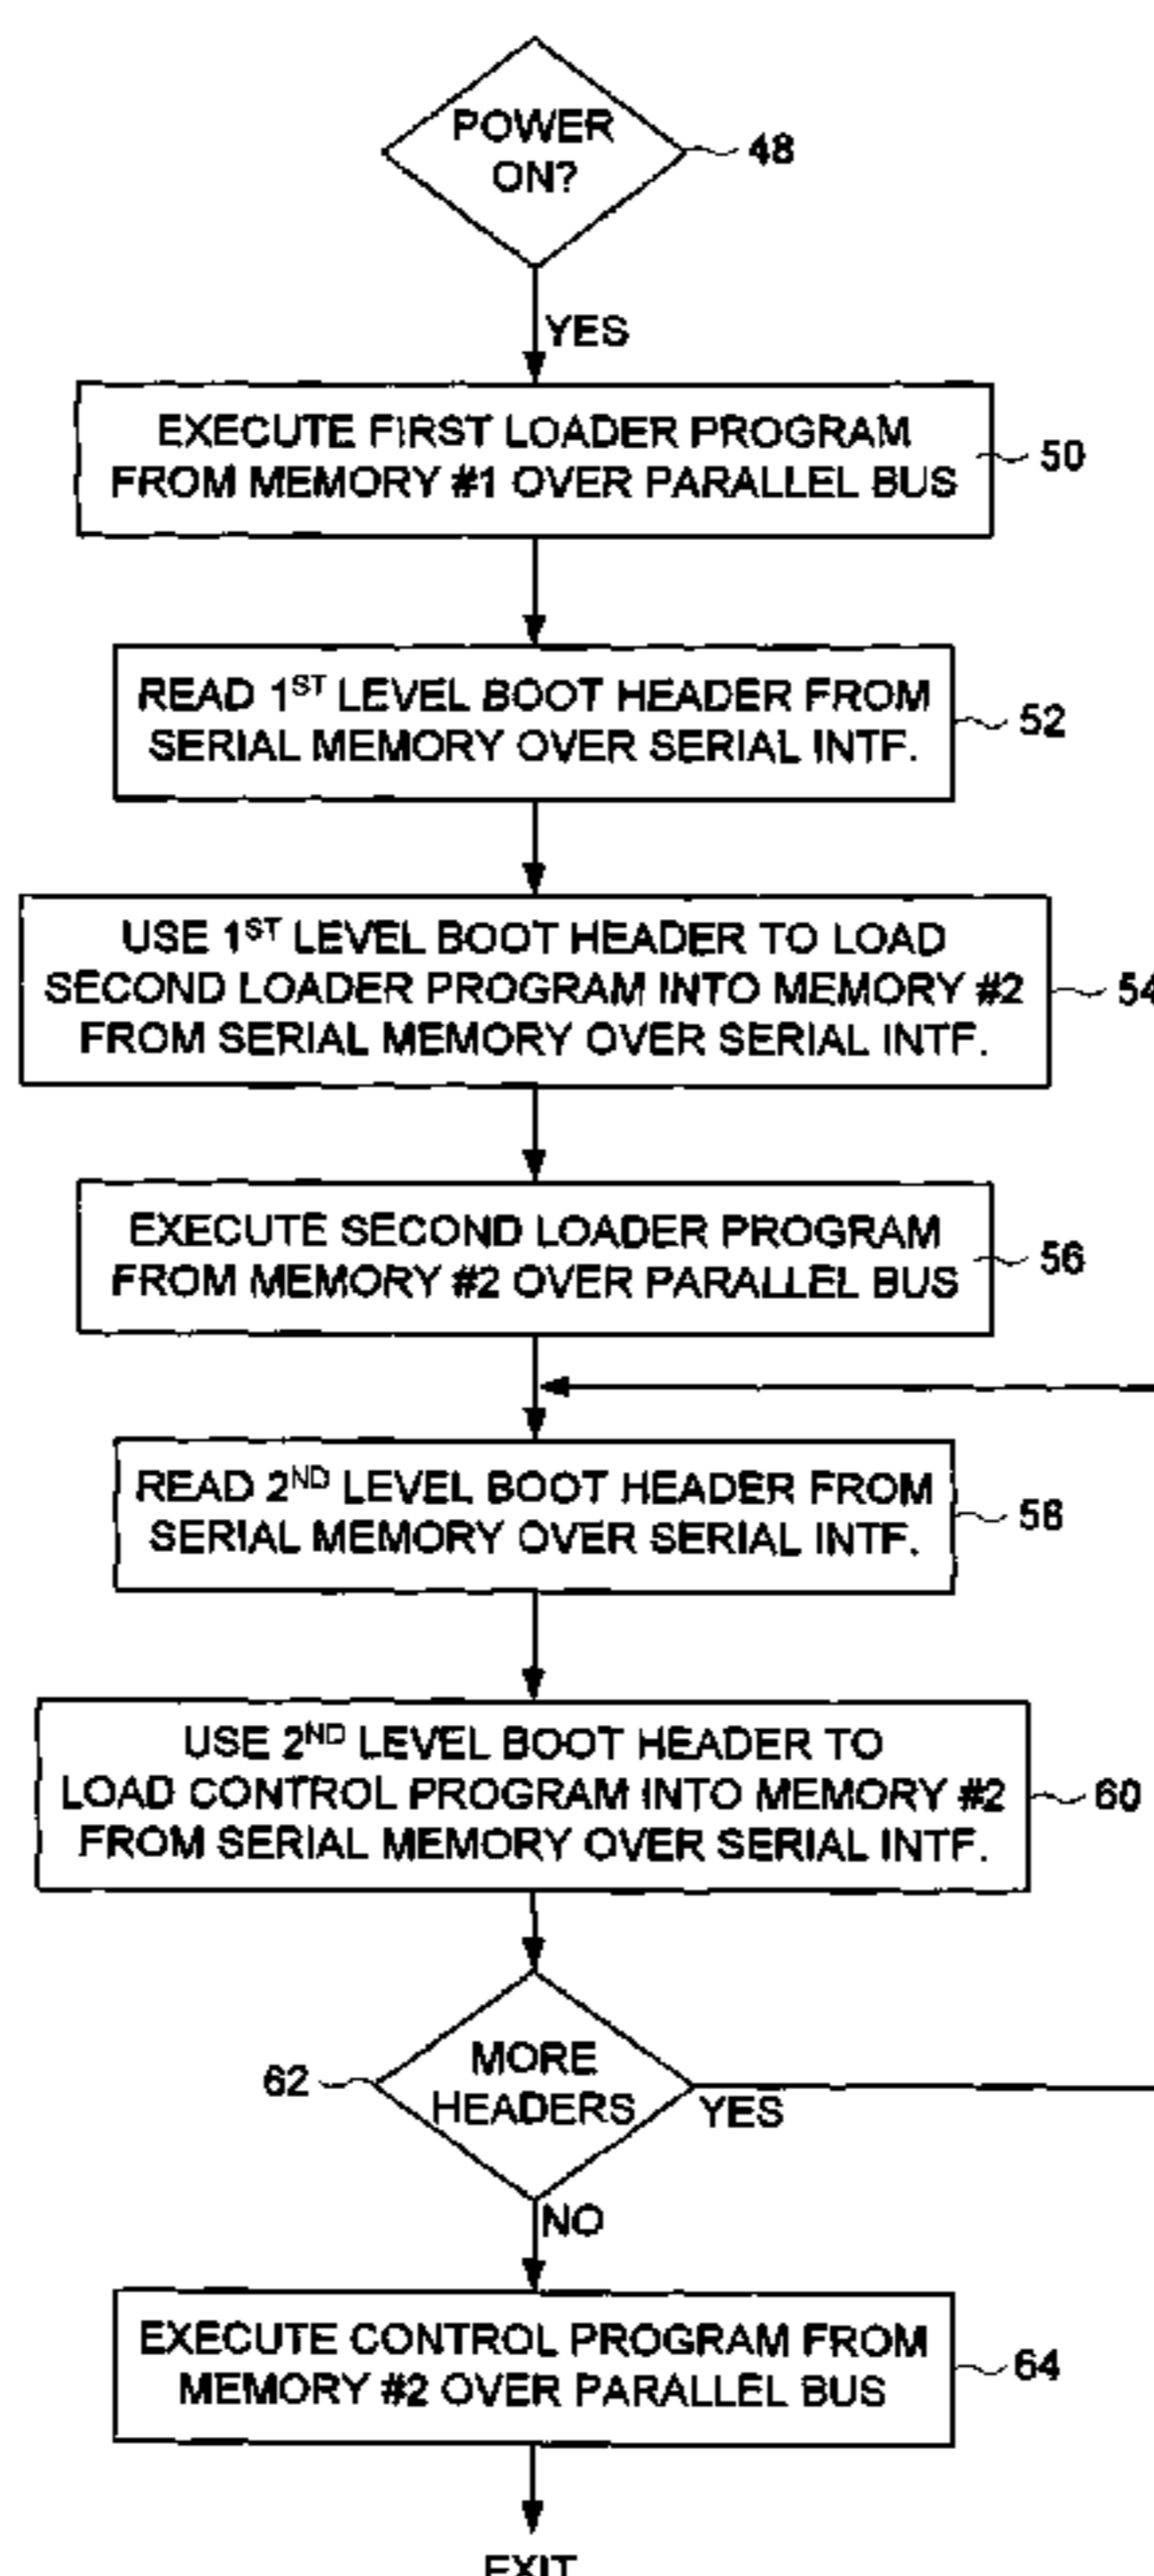 POWER
ON?
48
YES
EXECUTE FIRST LOADER PROGRAM
FROM MEMORY #1 OVER PARALLEL BUS
50
READ 1ST LEVEL BOOT HEADER FROM
SERIAL MEMORY OVER SERIAL INTF.
52
USE 1ST LEVEL BOOT HEADER TO LOAD
SECOND LOADER PROGRAM INTO MEMORY #2
FROM SERIAL MEMORY OVER SERIAL INTF.
54
EXECUTE SECOND LOADER PROGRAM
FROM MEMORY #2 OVER PARALLEL BUS
56
READ 2ND LEVEL BOOT HEADER FROM
SERIAL MEMORY OVER SERIAL INTF.
58
USE 2ND LEVEL BOOT HEADER TO
LOAD CONTROL PROGRAM INTO MEMORY #2
FROM SERIAL MEMORY OVER SERIAL INTF.
60
MORE
HEADERS
62
YES
NO
EXECUTE CONTROL PROGRAM FROM
MEMORY #2 OVER PARALLEL BUS
64
EXIT